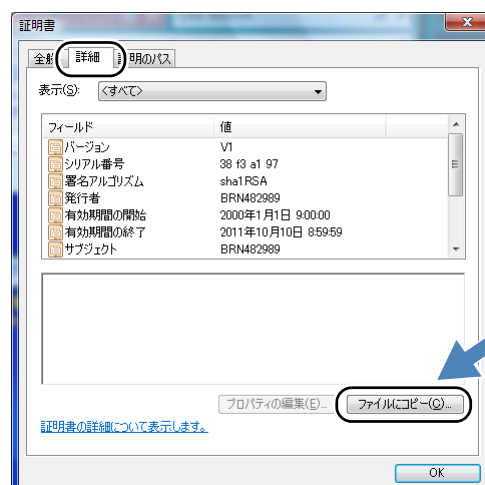 証明書
全般 詳細 証明のパス
表示(S): <すべて>
フィールド 値
バージョン V1
シリアル番号 38 f3 a1 97
署名アルゴリズム sha1RSA
発行者 BRN482989
有効期間の開始 2000年1月1日 9:00:00
有効期間の終了 2011年10月10日 8:59:59
サブジェクト BRN482989
プロパティの編集(E)... ファイルにコピー(C)...
証明書の詳細について表示します。
OK